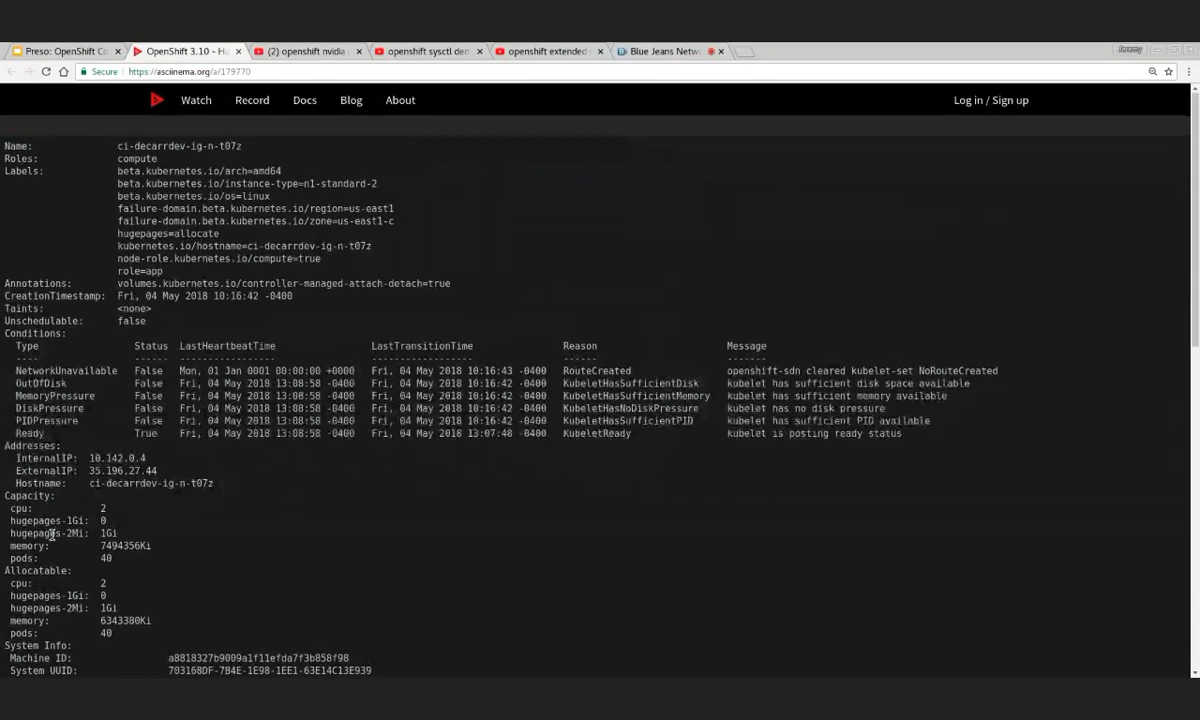 Preso: OpenShift Co
OpenShift 3.10 - Hu
(2) openshift nvidia
openshift sysctl dem
openshift extended
Blue Jeans Netw
Jeremy
Secure https://asciinema.org/a/179770
Watch Record Docs Blog About Log in / Sign up
Name: ci-decarrdev-ig-n-t07z
Roles: compute
Labels: beta.kubernetes.io/arch=amd64
beta.kubernetes.io/instance-type=n1-standard-2
beta.kubernetes.io/os=linux
failure-domain.beta.kubernetes.io/region=us-east1
failure-domain.beta.kubernetes.io/zone=us-east1-c
hugepages=allocate
kubernetes.io/hostname=ci-decarrdev-ig-n-t07z
node-role.kubernetes.io/compute=true
role=app
Annotations: volumes.kubernetes.io/controller-managed-attach-detach=true
CreationTimestamp: Fri, 04 May 2018 10:16:42 -0400
Taints: <none>
Unschedulable: false
Conditions:
Type Status LastHeartbeatTime LastTransitionTime Reason Message
---- ------ ----------------- ------------------ ------ -------
NetworkUnavailable False Mon, 01 Jan 0001 00:00:00 +0000 Fri, 04 May 2018 10:16:43 -0400 RouteCreated openshift-sdn cleared kubelet-set NoRouteCreated
OutOfDisk False Fri, 04 May 2018 13:08:58 -0400 Fri, 04 May 2018 10:16:42 -0400 KubeletHasSufficientDisk kubelet has sufficient disk space available
MemoryPressure False Fri, 04 May 2018 13:08:58 -0400 Fri, 04 May 2018 10:16:42 -0400 KubeletHasSufficientMemory kubelet has sufficient memory available
DiskPressure False Fri, 04 May 2018 13:08:58 -0400 Fri, 04 May 2018 10:16:42 -0400 KubeletHasNoDiskPressure kubelet has no disk pressure
PIDPressure False Fri, 04 May 2018 13:08:58 -0400 Fri, 04 May 2018 10:16:42 -0400 KubeletHasSufficientPID kubelet has sufficient PID available
Ready True Fri, 04 May 2018 13:08:58 -0400 Fri, 04 May 2018 13:07:48 -0400 KubeletReady kubelet is posting ready status
Addresses:
InternalIP: 10.142.0.4
ExternalIP: 35.196.27.44
Hostname: ci-decarrdev-ig-n-t07z
Capacity:
cpu: 2
hugepages-1Gi: 0
hugepages-2Mi: 1Gi
memory: 7494356Ki
pods: 40
Allocatable:
cpu: 2
hugepages-1Gi: 0
hugepages-2Mi: 1Gi
memory: 6343380Ki
pods: 40
System Info:
Machine ID: a8818327b9009a1f11efda7f3b858f98
System UUID: 703168DF-7B4E-1E98-1EE1-63E14C13E939